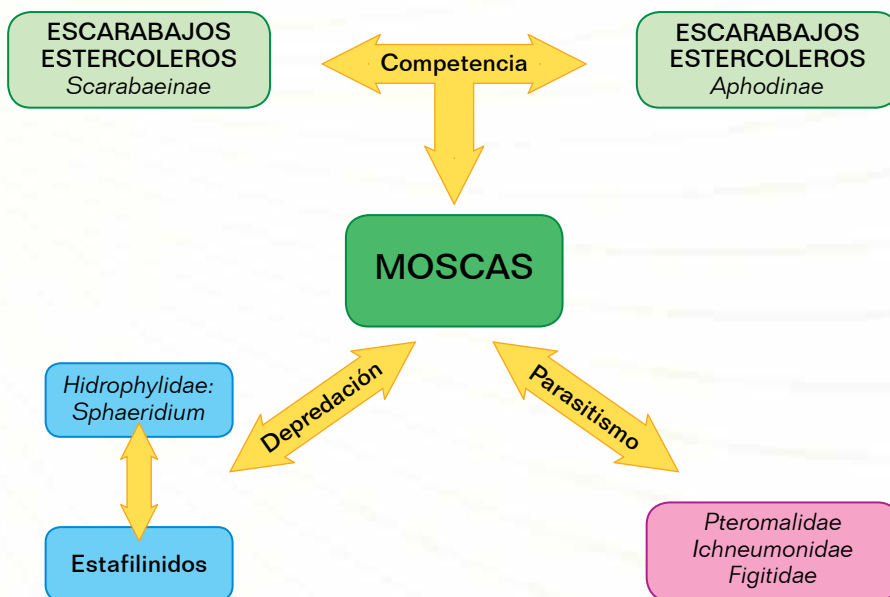 ESCARABAJOS
ESTERCOLEROS
Scarabaeinae
Competencia
ESCARABAJOS
ESTERCOLEROS
Aphodinae
MOSCAS
Hidrophylidae:
Sphaeridium
Depredación
Parasitismo
Estafilinidos
Pteromalidae
Ichneumonidae
Figitidae